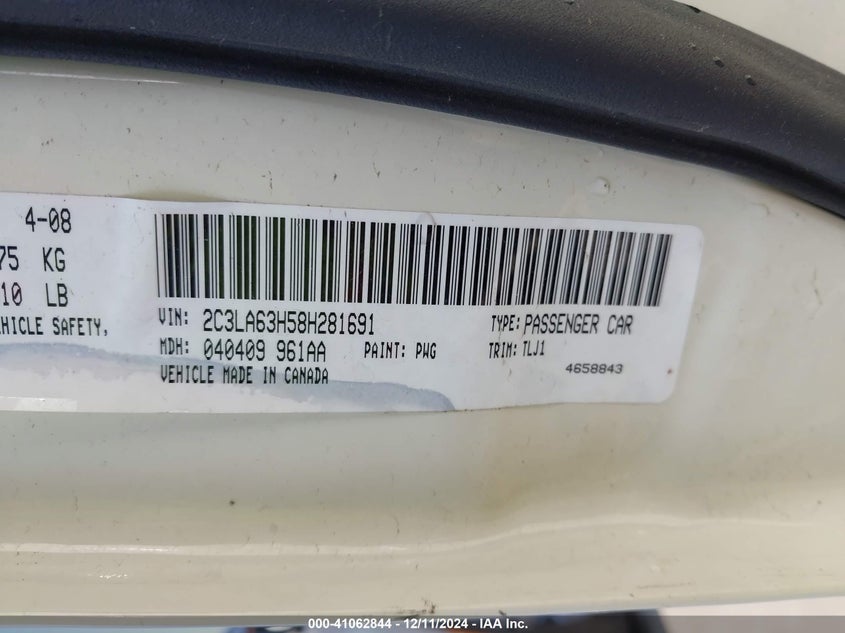 4-08
75 KG
10 LB
EHICLE SAFETY,
VIN: 2C3LA63H58H281691
TYPE: PASSENGER CAR
MDH: 040409 961AA
PAINT: PWG
TRIM: TLJ1
VEHICLE MADE IN CANADA
4658843
000-41062844 - 12/11/2024 - IAA Inc.